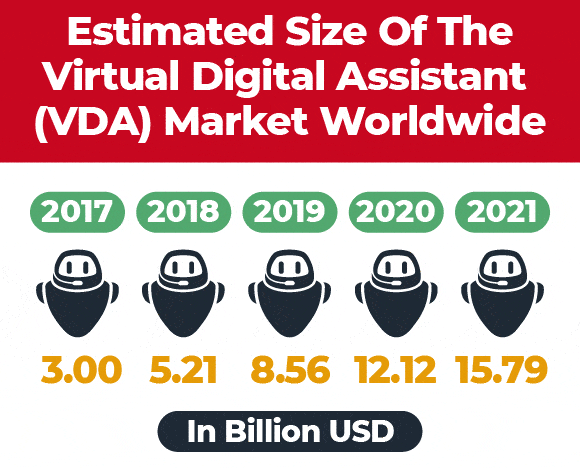 Estimated Size Of The
Virtual Digital Assistant
(VDA) Market Worldwide
2017 2018 2019 2020 2021
3.00 5.21 8.56 12.12 15.79
In Billion USD